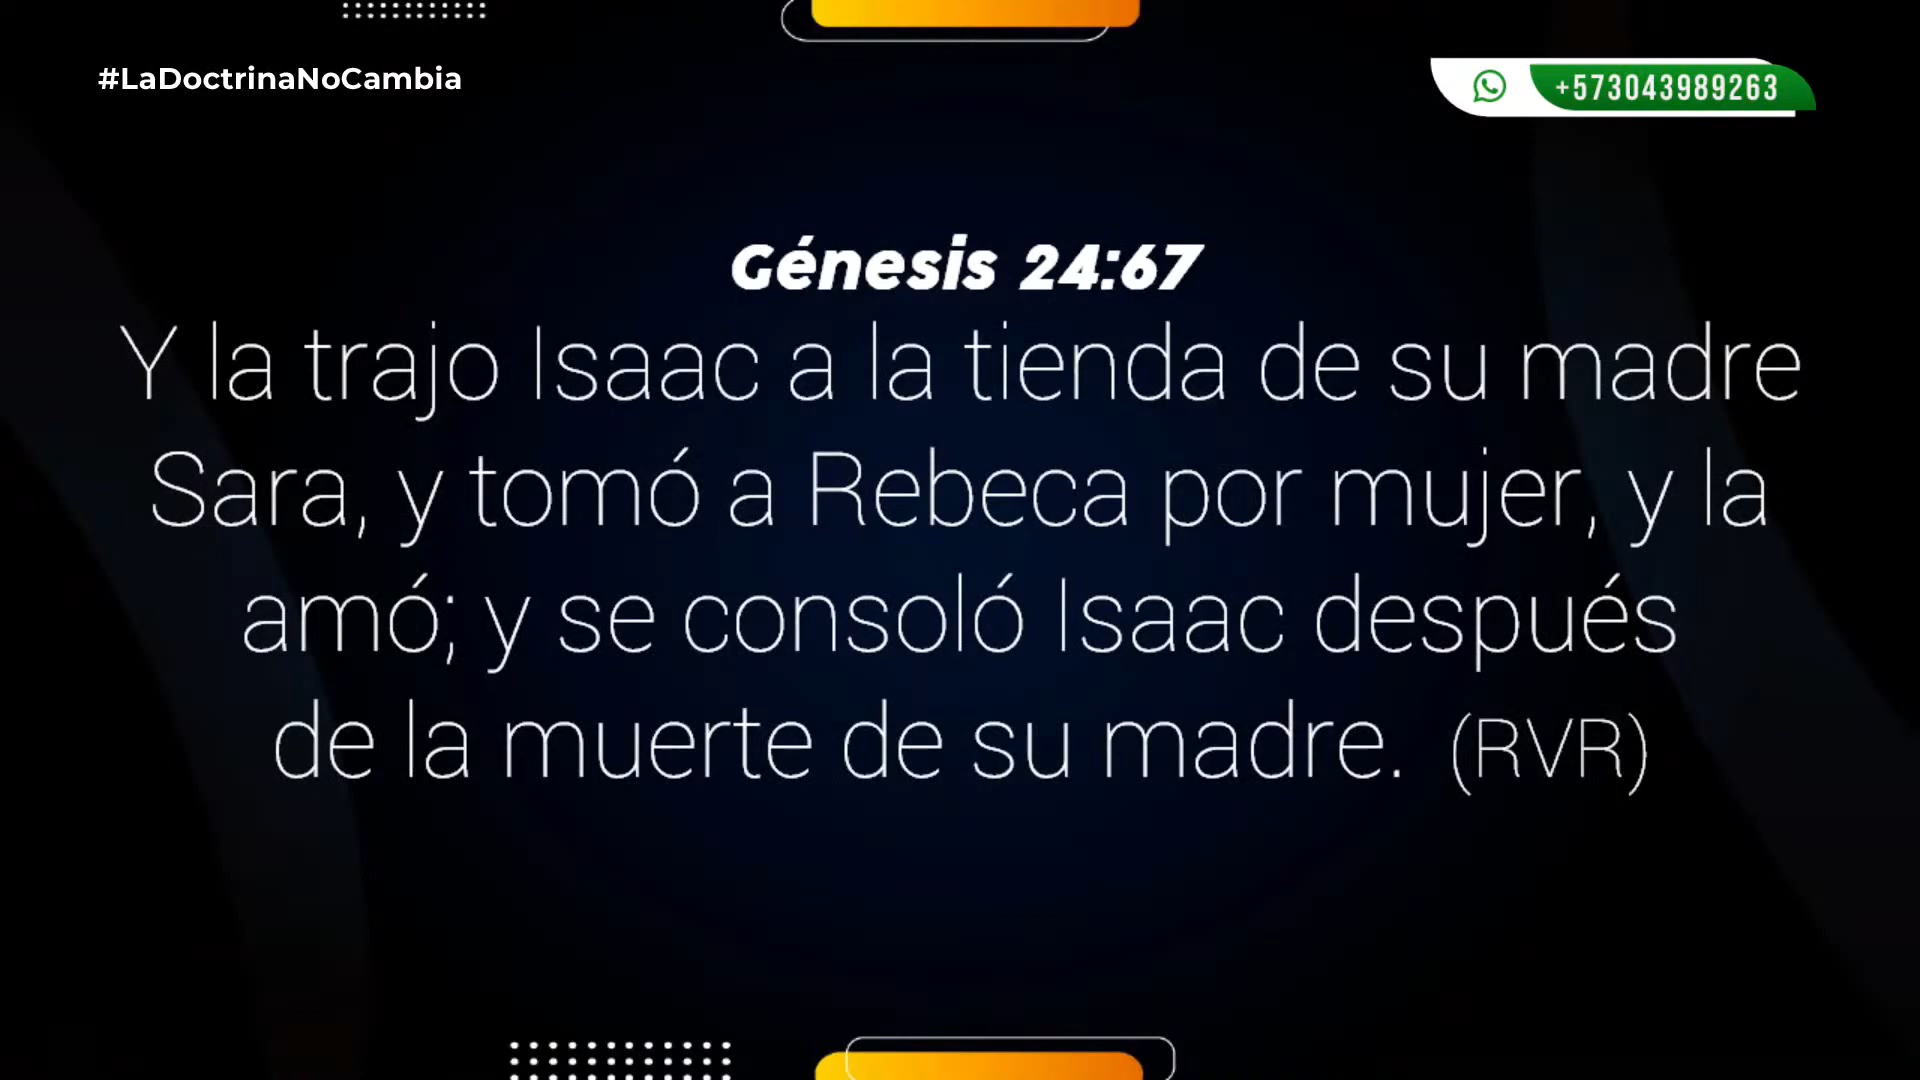 #LaDoctrinaNoCambia
+573043989263
Génesis 24:67
Y la trajo Isaac a la tienda de su madre
Sara, y tomó a Rebeca por mujer, y la
amó; y se consoló Isaac después
de la muerte de su madre. (RVR)